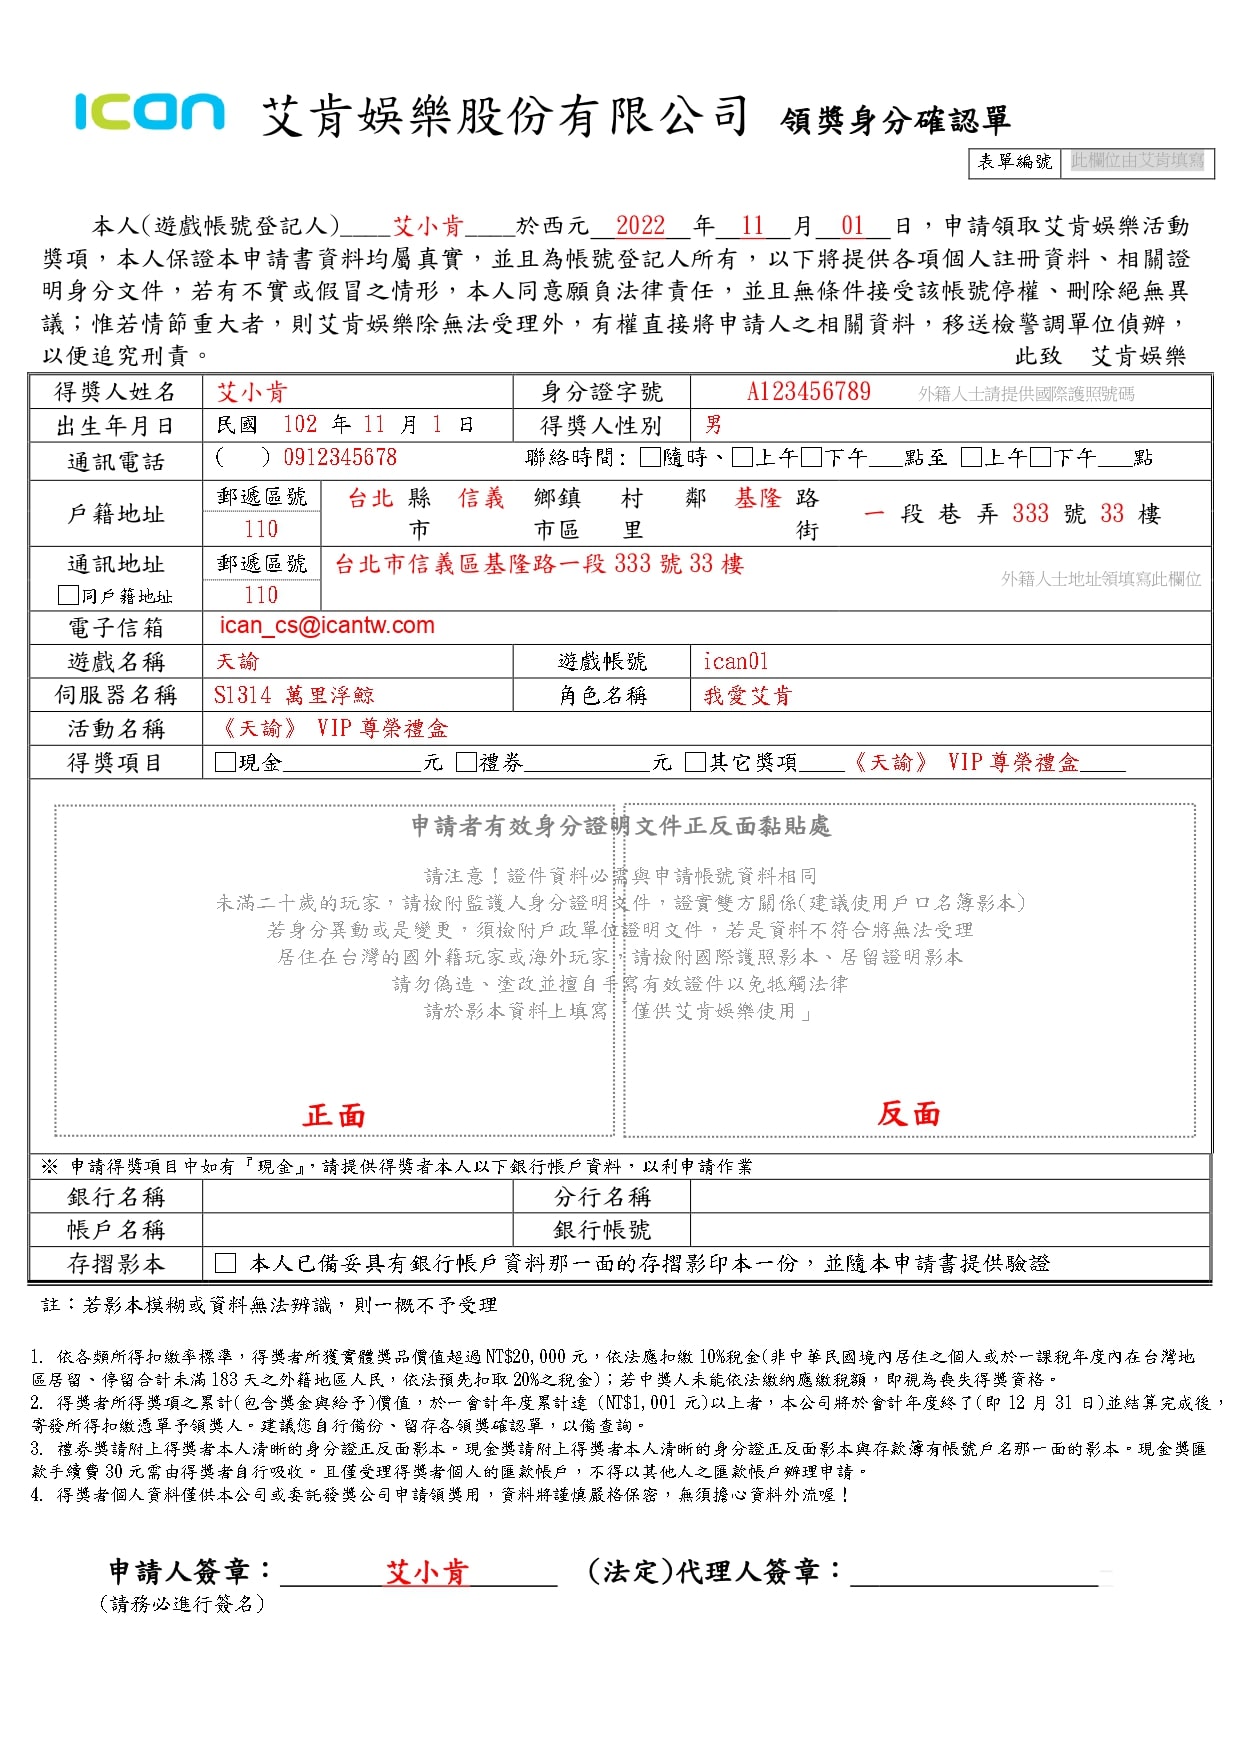 ican 艾肯娛樂股份有限公司 領獎身分確認單
表單編號 此欄位由艾肯填寫
本人(遊戲帳號登記人)____艾小肯____於西元__2022__年__11__月__01__日，申請領取艾肯娛樂活動
獎項，本人保證本申請書資料均屬真實，並且為帳號登記人所有，以下將提供各項個人註冊資料、相關證
明身分文件，若有不實或假冒之情形，本人同意願負法律責任，並且無條件接受該帳號停權、刪除絕無異
議；惟若情節重大者，則艾肯娛樂除無法受理外，有權直接將申請人之相關資料，移送檢警調單位偵辦，
以便追究刑責。 此致 艾肯娛樂
得獎人姓名 艾小肯 身分證字號 A123456789 外籍人士請提供國際護照號碼
出生年月日 民國 102 年 11 月 1 日 得獎人性別 男
通訊電話 ( ) 0912345678 聯絡時間: □隨時、□上午□下午___點至 □上午□下午___點
戶籍地址 郵遞區號 台北 縣 信義 鄉鎮 村 鄰 基隆 路 一 段 巷 弄 333 號 33 樓
110 市 市區 里 街
通訊地址 郵遞區號 台北市信義區基隆路一段 333 號 33 樓
□同戶籍地址 110 外籍人士地址領填寫此欄位
電子信箱 ican_cs@icantw.com
遊戲名稱 天諭 遊戲帳號 ican01
伺服器名稱 S1314 萬里浮鯨 角色名稱 我愛艾肯
活動名稱 《天諭》 VIP 尊榮禮盒
得獎項目 □現金____________元 □禮券___________元 □其它獎項____《天諭》 VIP 尊榮禮盒____
申請者有效身分證明文件正反面黏貼處
請注意！證件資料必需與申請帳號資料相同
未滿二十歲的玩家，請檢附監護人身分證明文件，證實雙方關係(建議使用戶口名簿影本)
若身分異動或是變更，須檢附戶政單位證明文件，若是資料不符合將無法受理
居住在台灣的國外籍玩家或海外玩家，請檢附國際護照影本、居留證明影本
請勿偽造、塗改並擅自手寫有效證件以免牴觸法律
請於影本資料上填寫「僅供艾肯娛樂使用」
正面 反面
※ 申請得獎項目中如有『現金』，請提供得獎者本人以下銀行帳戶資料，以利申請作業
銀行名稱 分行名稱
帳戶名稱 銀行帳號
存摺影本 □ 本人已備妥具有銀行帳戶資料那一面的存摺影印本一份，並隨本申請書提供驗證
註：若影本模糊或資料無法辨識，則一概不予受理
1. 依各類所得扣繳率標準，得獎者所獲實體獎品價值超過 NT$20,000 元，依法應扣繳 10%稅金(非中華民國境內居住之個人或於一課稅年度內在台灣地
區居留、停留合計未滿 183 天之外籍地區人民，依法預先扣取 20%之稅金)；若中獎人未能依法繳納應繳稅額，即視為喪失得獎資格。
2. 得獎者所得獎項之累計(包含獎金與給予)價值，於一會計年度累計達 (NT$1,001 元)以上者，本公司將於會計年度終了(即 12 月 31 日)並結算完成後，
寄發所得扣繳憑單予領獎人。建議您自行備份、留存各領獎確認單，以備查詢。
3. 禮券獎請附上得獎者本人清晰的身分證正反面影本。現金獎請附上得獎者本人清晰的身分證正反面影本與存款簿有帳號戶名那一面的影本。現金獎匯
款手續費 30 元需由得獎者自行吸收。且僅受理得獎者個人的匯款帳戶，不得以其他人之匯款帳戶辦理申請。
4. 得獎者個人資料僅供本公司或委託發獎公司申請領獎用，資料將謹慎嚴格保密，無須擔心資料外流喔！
申請人簽章：________艾小肯_______ (法定)代理人簽章：____________________
(請務必進行簽名)